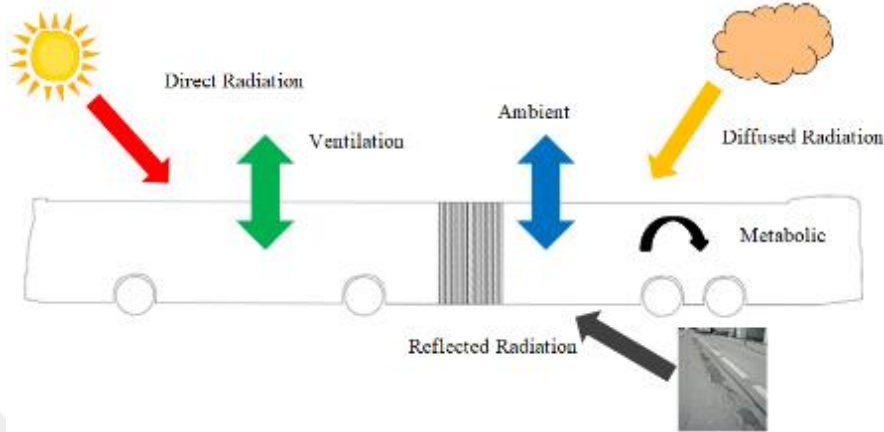 Direct Radiation
Ventilation
Ambient
Diffused Radiation
Metabolic
Reflected Radiation